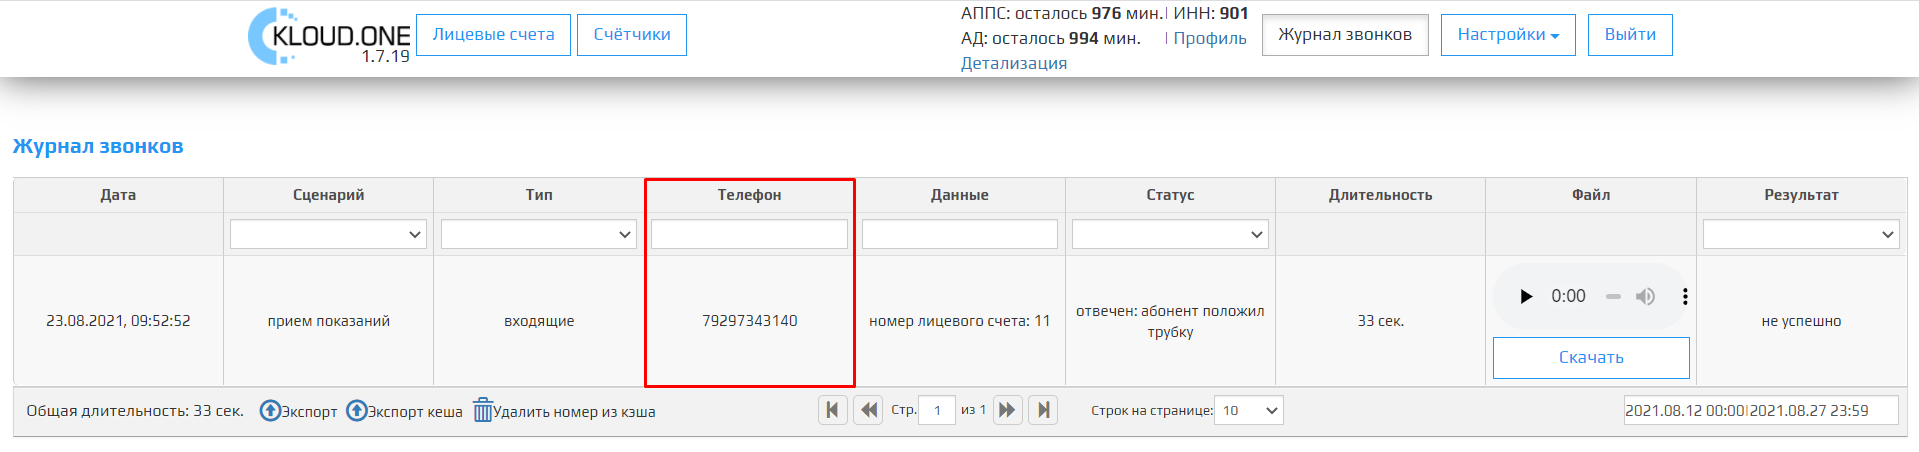 KLOUD.ONE
1.7.19
Лицевые счета
Счётчики
АППС: осталось 976 мин.| ИНН: 901
АД: осталось 994 мин. | Профиль
Детализация
Журнал звонков
Настройки
Выйти
Журнал звонков
Дата Сценарий Тип Телефон Данные Статус Длительность Файл Результат
23.08.2021, 09:52:52 прием показаний входящие 79297343140 номер лицевого счета: 11 отвечен: абонент положил
трубку
33 сек.
0:00
Скачать
не успешно
Общая длительность: 33 сек. Экспорт Экспорт кеша Удалить номер из кэша Стр. 1 из 1 Строк на странице: 10 2021.08.12 00:00|2021.08.27 23:59